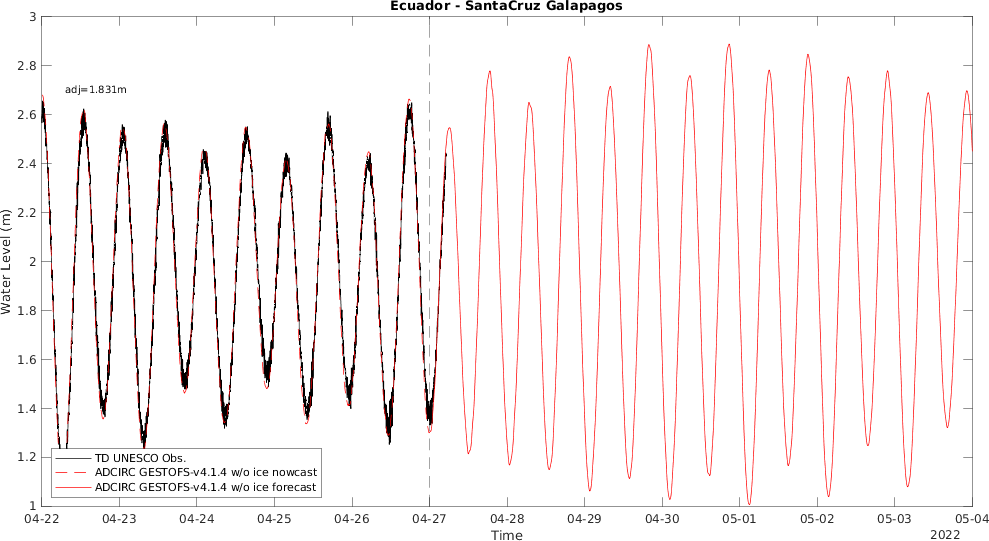 Ecuador - SantaCruz Galapagos
3
2.8
adj=1.831m
2.6
2.4
2.2
Water Level (m)
2
1.8
1.6
1.4
1.2
TD UNESCO Obs.
ADCIRC GESTOFS-v4.1.4 w/o ice nowcast
ADCIRC GESTOFS-v4.1.4 w/o ice forecast
1
04-22 04-23 04-24 04-25 04-26 04-27 04-28 04-29 04-30 05-01 05-02 05-03 05-04
Time
2022